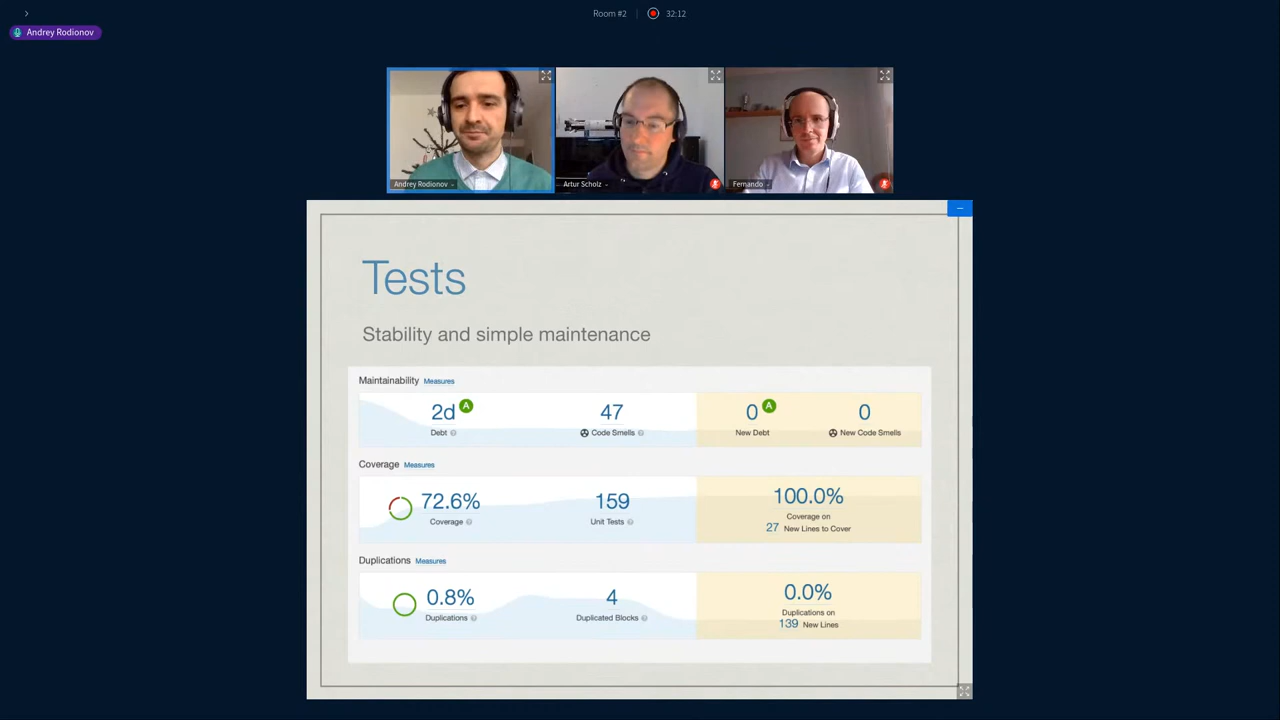 Room #2
32:12
Andrey Rodionov
Andrey Rodionov
Artur Scholz
Fernando
Tests
Stability and simple maintenance
Maintainability Measures
2d A 47 0 A 0
Debt ? Code Smells ? New Debt New Code Smells
Coverage Measures
72.6% 159 100.0%
Coverage ? Unit Tests ? Coverage on
27 New Lines to Cover
Duplications Measures
0.8% 4 0.0%
Duplications ? Duplicated Blocks ? Duplications on
139 New Lines